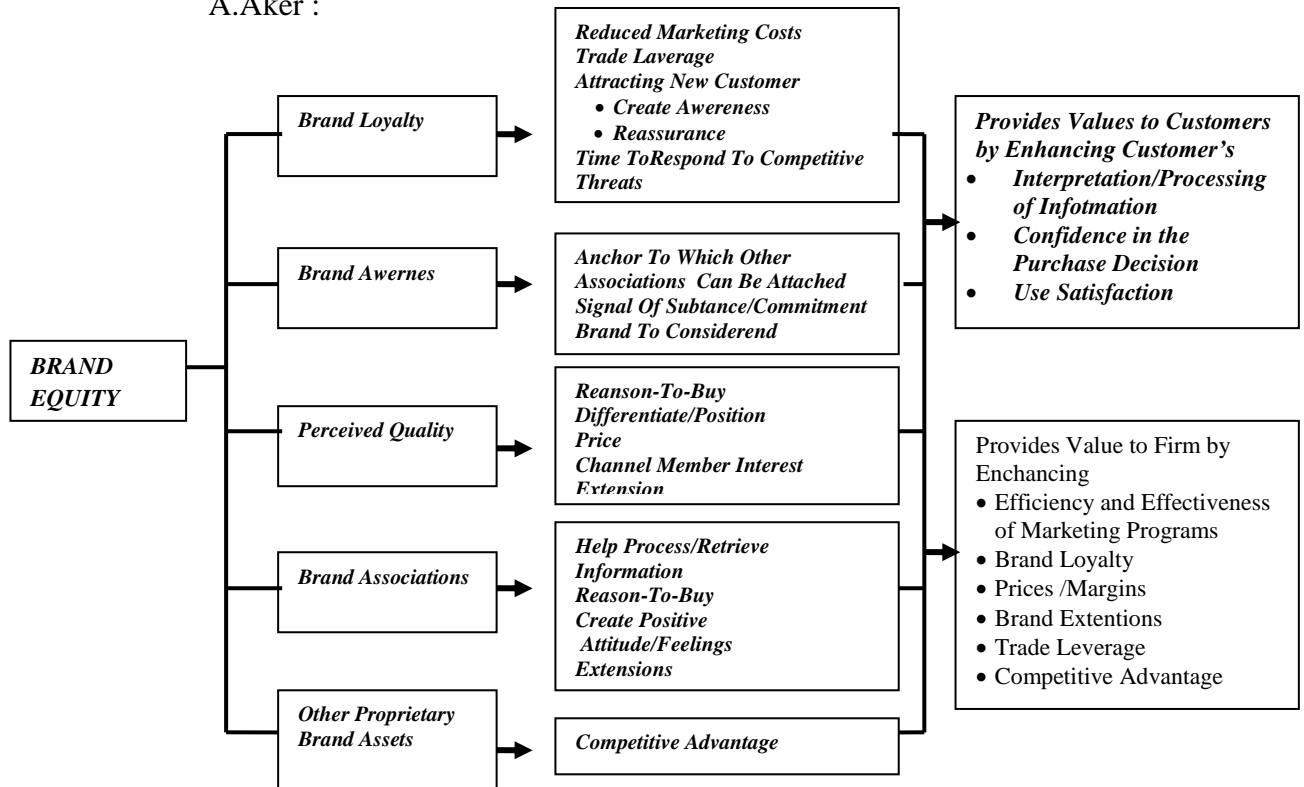 A.Aker :
Reduced Marketing Costs
Trade Laverage
Attracting New Customer
• Create Awereness
• Reassurance
Time ToRespond To Competitive
Threats
Brand Loyalty
Provides Values to Customers
by Enhancing Customer’s
• Interpretation/Processing
of Infotmation
• Confidence in the
Purchase Decision
• Use Satisfaction
Brand Awernes
Anchor To Which Other
Associations Can Be Attached
Signal Of Subtance/Commitment
Brand To Considerend
BRAND
EQUITY
Perceived Quality
Reanson-To-Buy
Differentiate/Position
Price
Channel Member Interest
Extension
Provides Value to Firm by
Enchancing
• Efficiency and Effectiveness
of Marketing Programs
• Brand Loyalty
• Prices /Margins
• Brand Extentions
• Trade Leverage
• Competitive Advantage
Brand Associations
Help Process/Retrieve
Information
Reason-To-Buy
Create Positive
Attitude/Feelings
Extensions
Other Proprietary
Brand Assets
Competitive Advantage